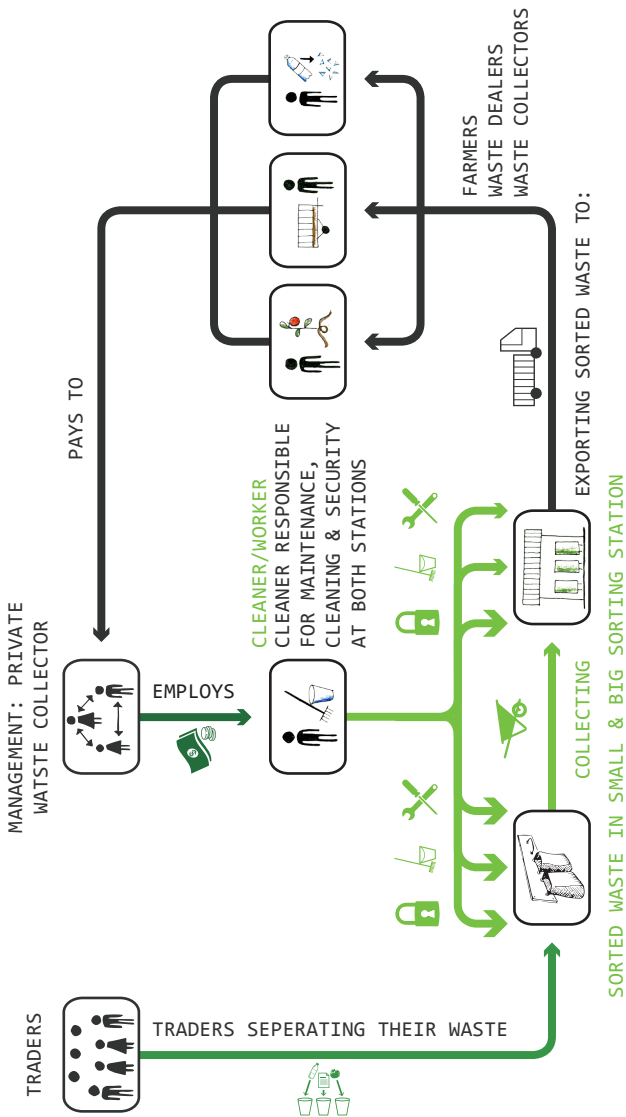 TRADERS
TRADERS SEPERATING THEIR WASTE
MANAGEMENT: PRIVATE
WATSTE COLLECTOR
EMPLOYS
PAYS TO
CLEANER/WORKER
CLEANER RESPONSIBLE
FOR MAINTENANCE,
CLEANING & SECURITY
AT BOTH STATIONS
COLLECTING
SORTED WASTE IN SMALL & BIG SORTING STATION
EXPORTING SORTED WASTE TO:
FARMERS
WASTE DEALERS
WASTE COLLECTORS